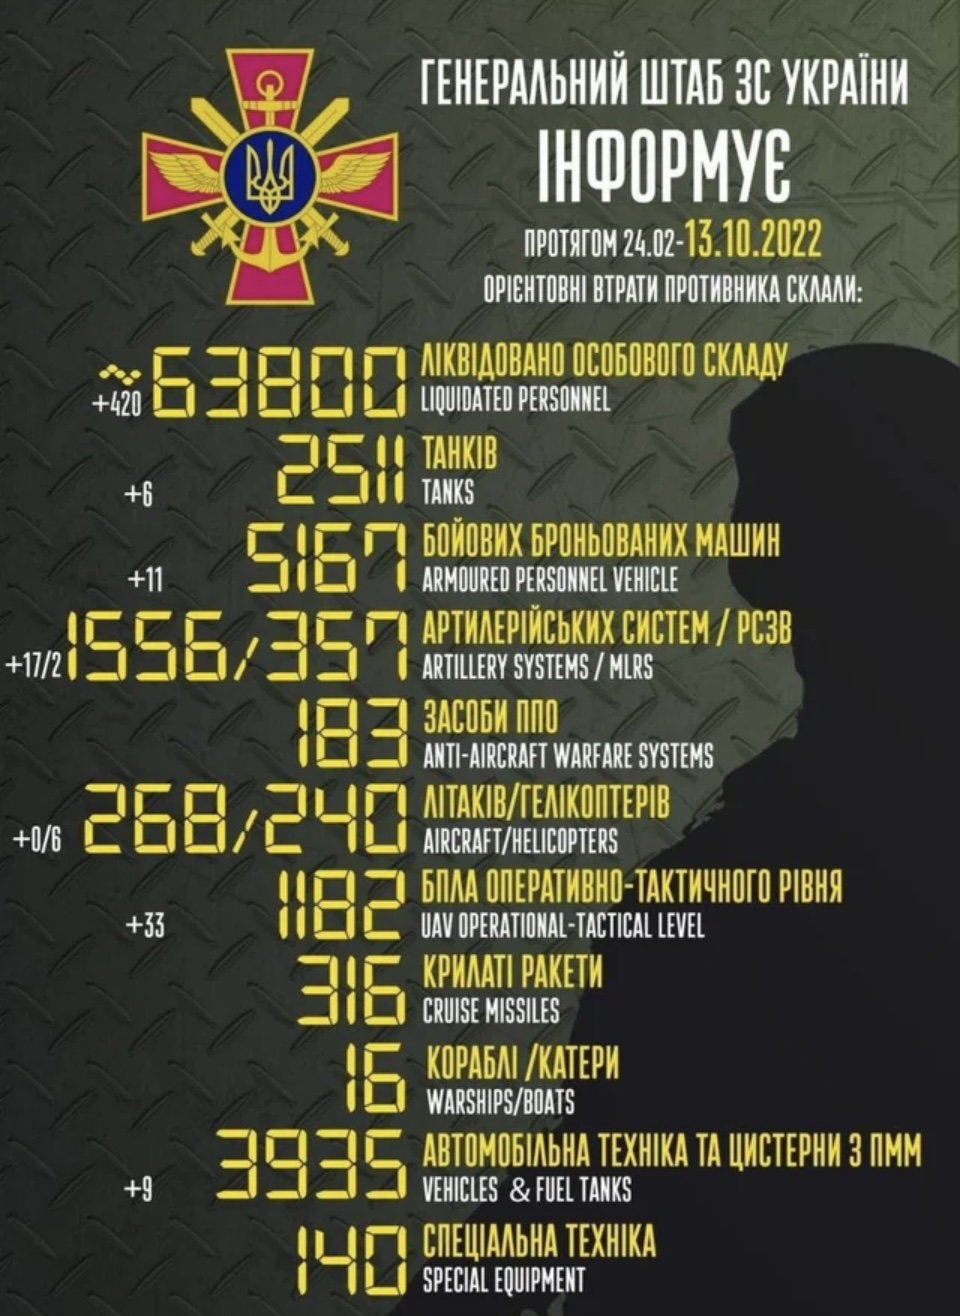 ГЕНЕРАЛЬНИЙ ШТАБ ЗС УКРАЇНИ
ІНФОРМУЄ
ПРОТЯГОМ 24.02-13.10.2022
ОРІЄНТОВНІ ВТРАТИ ПРОТИВНИКА СКЛАЛИ:
~63800 ЛІКВІДОВАНО ОСОБОВОГО СКЛАДУ
+420 LIQUIDATED PERSONNEL
2511 ТАНКІВ
+6 TANKS
5167 БОЙОВИХ БРОНЬОВАНИХ МАШИН
+11 ARMOURED PERSONNEL VEHICLE
1556/357 АРТИЛЕРІЙСЬКИХ СИСТЕМ / РСЗВ
+17/2 ARTILLERY SYSTEMS / MLRS
183 ЗАСОБИ ППО
ANTI-AIRCRAFT WARFARE SYSTEMS
268/240 ЛІТАКІВ/ГЕЛІКОПТЕРІВ
+0/6 AIRCRAFT/HELICOPTERS
1182 БПЛА ОПЕРАТИВНО-ТАКТИЧНОГО РІВНЯ
+33 UAV OPERATIONAL-TACTICAL LEVEL
316 КРИЛАТІ РАКЕТИ
CRUISE MISSILES
16 КОРАБЛІ /КАТЕРИ
WARSHIPS/BOATS
3935 АВТОМОБІЛЬНА ТЕХНІКА ТА ЦИСТЕРНИ З ПММ
+9 VEHICLES & FUEL TANKS
140 СПЕЦІАЛЬНА ТЕХНІКА
SPECIAL EQUIPMENT